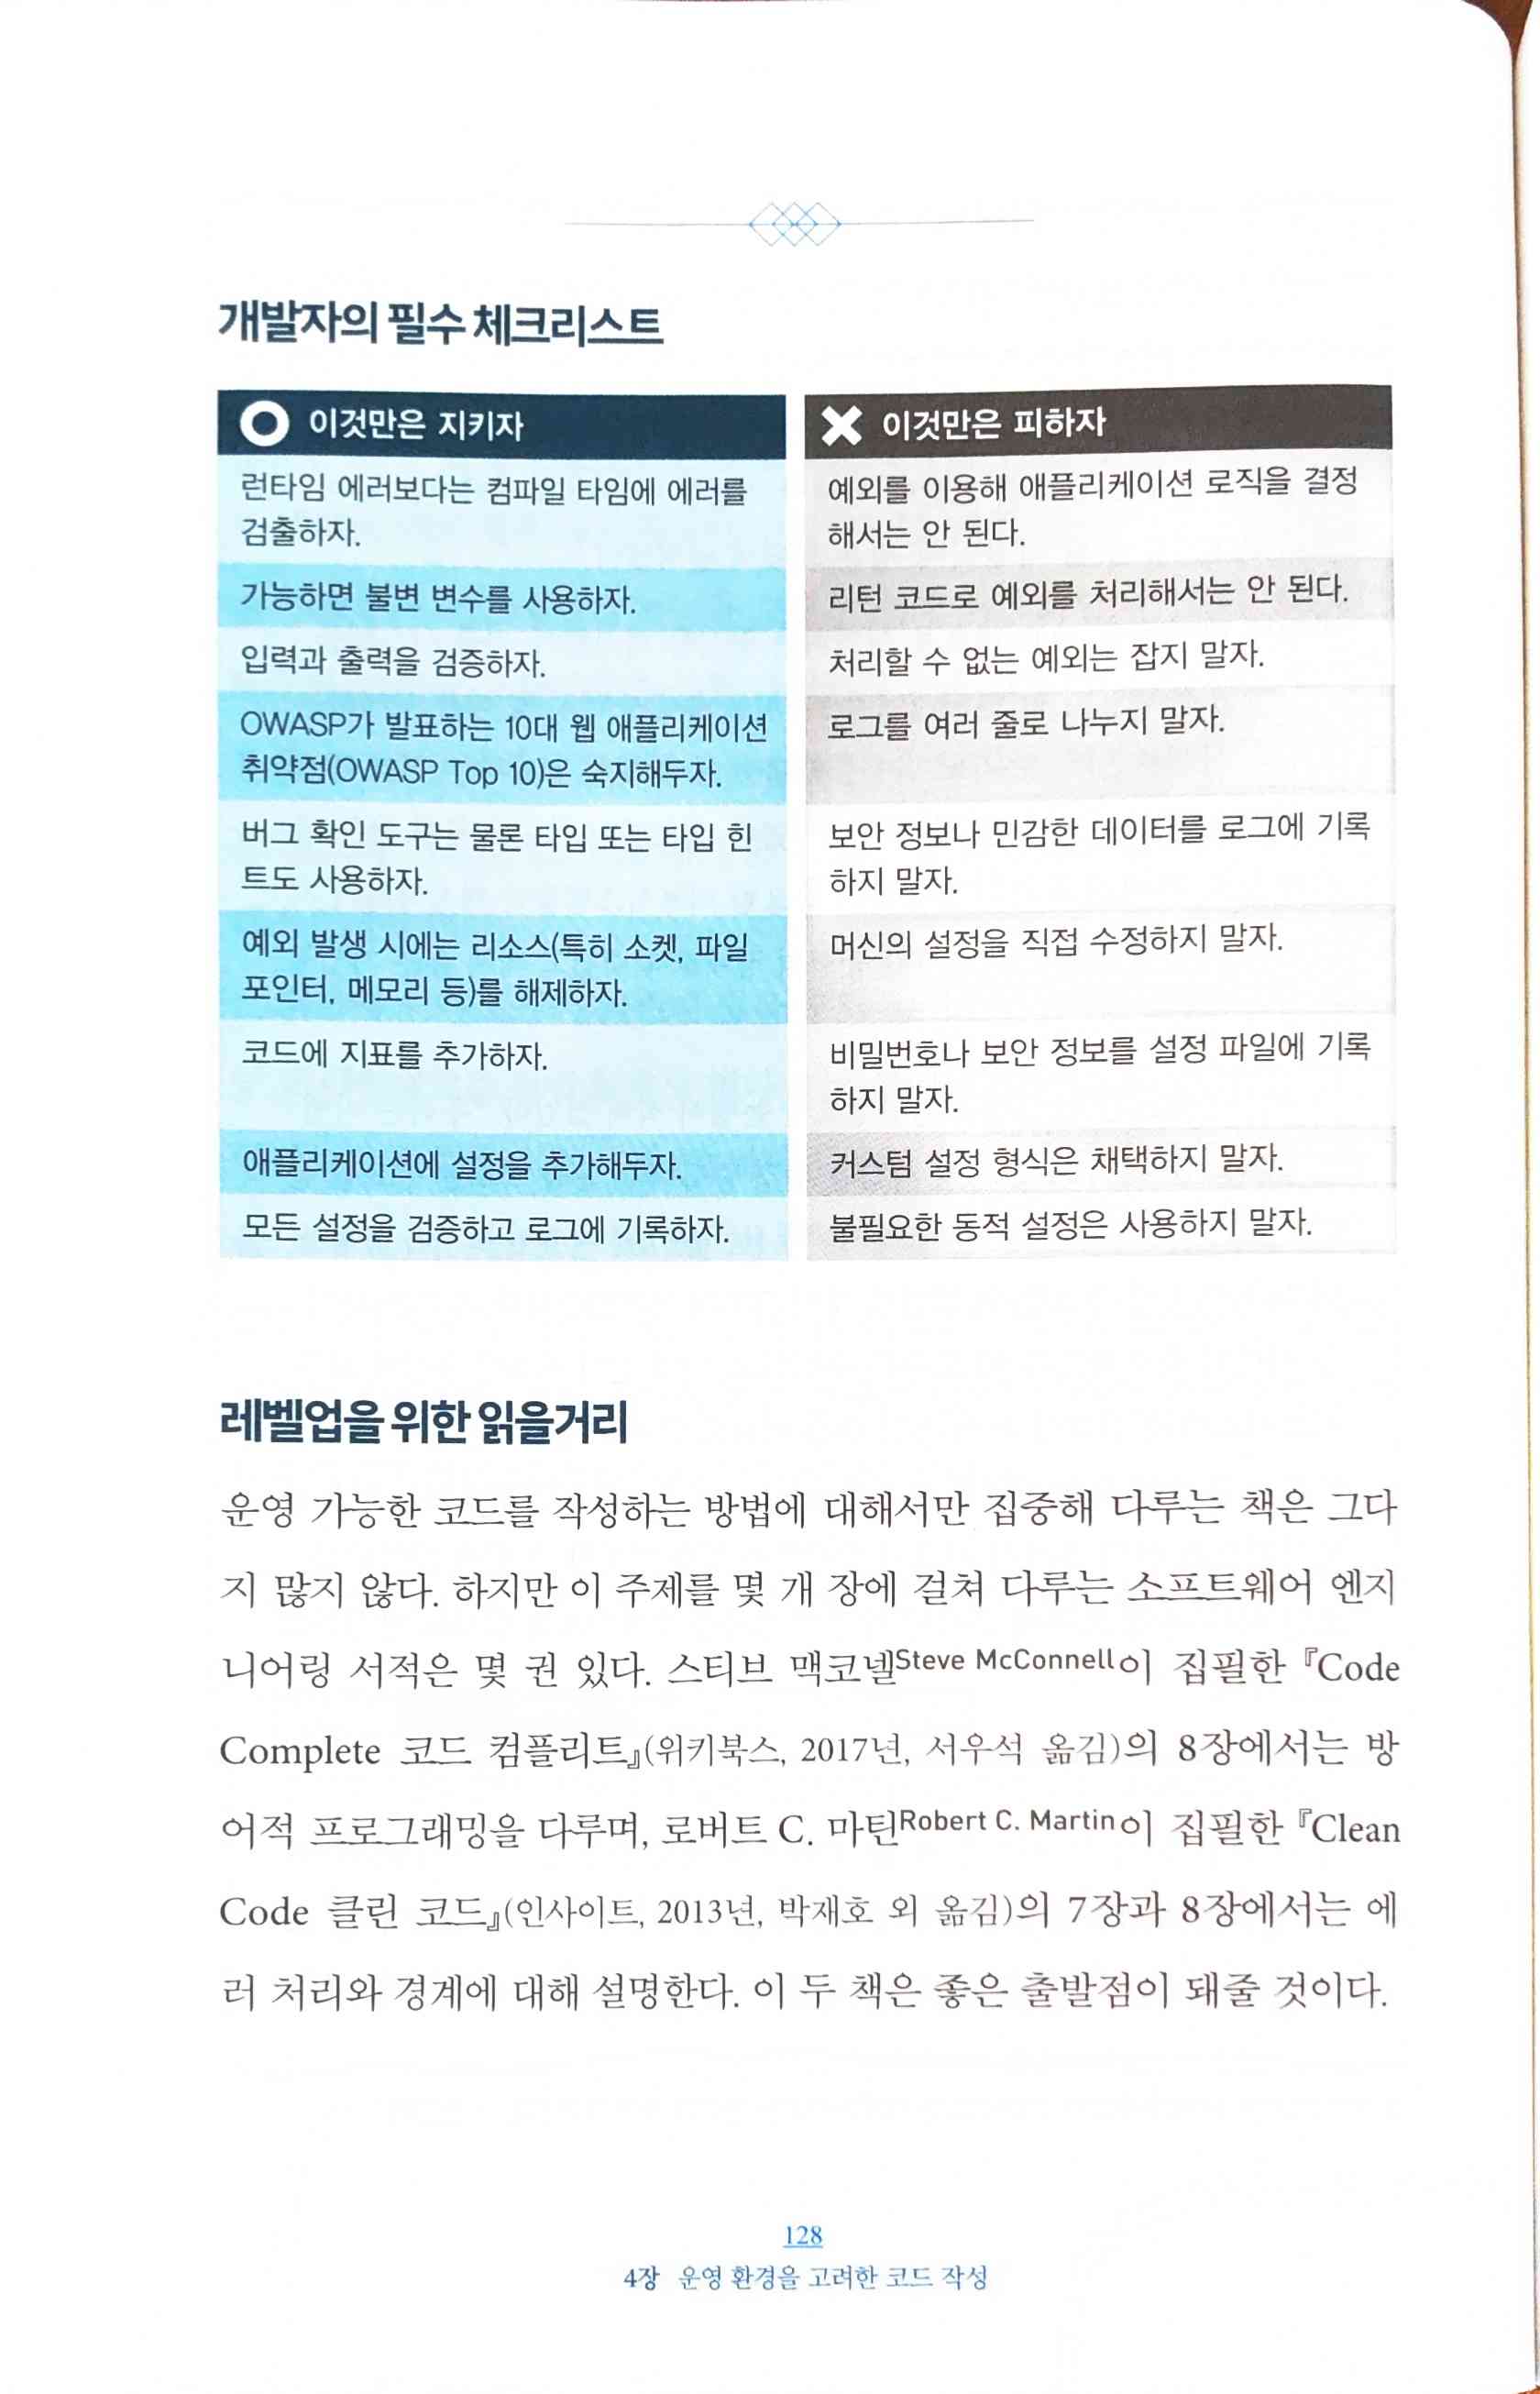 개발자의 필수 체크리스트
이것만은 지키자
런타임 에러보다는 컴파일 타임에 에러를
검출하자.
가능하면 불변 변수를 사용하자.
입력과 출력을 검증하자.
OWASP가 발표하는 10대 웹 애플리케이션
취약점(OWASP Top 10)은 숙지해두자.
버그 확인 도구는 물론 타입 또는 타입 힌
트도 사용하자.
예외 발생 시에는 리소스(특히 소켓, 파일
포인터, 메모리 등)를 해제하자.
코드에 지표를 추가하자.
애플리케이션에 설정을 추가해두자.
모든 설정을 검증하고 로그에 기록하자.
이것만은 피하자
예외를 이용해 애플리케이션 로직을 결정
해서는 안 된다.
리턴 코드로 예외를 처리해서는 안 된다.
처리할 수 없는 예외는 잡지 말자.
로그를 여러 줄로 나누지 말자.
보안 정보나 민감한 데이터를 로그에 기록
하지 말자.
머신의 설정을 직접 수정하지 말자.
비밀번호나 보안 정보를 설정 파일에 기록
하지 말자.
커스텀 설정 형식은 채택하지 말자.
불필요한 동적 설정은 사용하지 말자.
레벨업을 위한 읽을거리
운영 가능한 코드를 작성하는 방법에 대해서만 집중해 다루는 책은 그다
지 많지 않다. 하지만 이 주제를 몇 개 장에 걸쳐 다루는 소프트웨어 엔지
니어링 서적은 몇 권 있다. 스티브 맥코넬Steve McConnell이 집필한 『Code
Complete 코드 컴플리트』(위키북스, 2017년, 서우석 옮김)의 8장에서는 방
어적 프로그래밍을 다루며, 로버트 C. 마틴Robert C. Martin이 집필한 『Clean
Code 클린 코드』(인사이트, 2013년, 박재호 외 옮김)의 7장과 8장에서는 에
러 처리와 경계에 대해 설명한다. 이 두 책은 좋은 출발점이 돼줄 것이다.
128
4장 운영 환경을 고려한 코드 작성